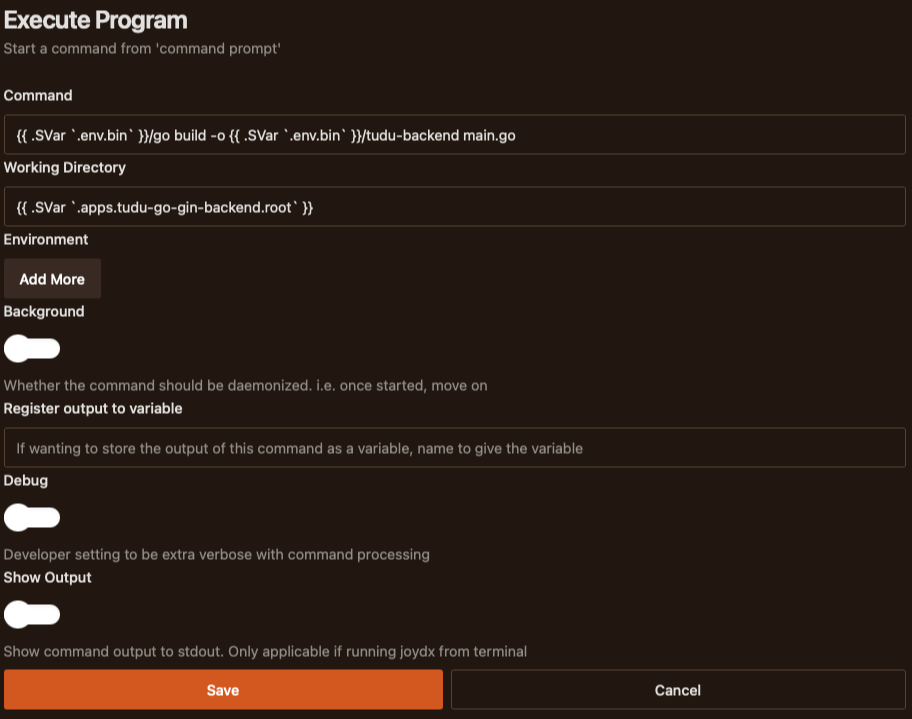 Execute Program
Start a command from 'command prompt'
Command
{{ .SVar `.env.bin` }}/go build -o {{ .SVar `.env.bin` }}/tudu-backend main.go
Working Directory
{{ .SVar `.apps.tudu-go-gin-backend.root` }}
Environment
Add More
Background
Whether the command should be daemonized. i.e. once started, move on
Register output to variable
If wanting to store the output of this command as a variable, name to give the variable
Debug
Developer setting to be extra verbose with command processing
Show Output
Show command output to stdout. Only applicable if running joydx from terminal
Save
Cancel